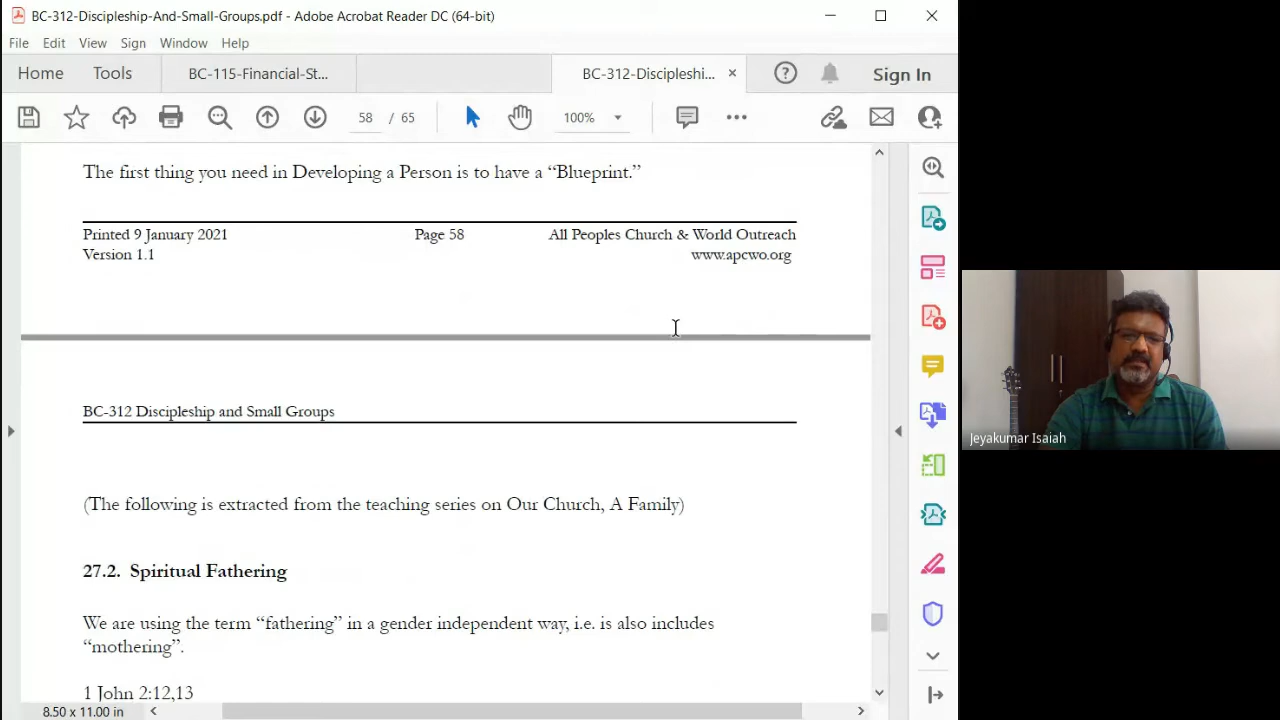 BC-312-Discipleship-And-Small-Groups.pdf - Adobe Acrobat Reader DC (64-bit)
File Edit View Sign Window Help
Home Tools BC-115-Financial-St... BC-312-Discipleshi... × ? Sign In
58 / 65 100%
The first thing you need in Developing a Person is to have a “Blueprint.”
Printed 9 January 2021 Page 58 All Peoples Church & World Outreach
Version 1.1 www.apcwo.org
BC-312 Discipleship and Small Groups
(The following is extracted from the teaching series on Our Church, A Family)
27.2. Spiritual Fathering
We are using the term “fathering” in a gender independent way, i.e. is also includes
“mothering”.
1 John 2:12,13
8.50 x 11.00 in
Jeyakumar Isaiah